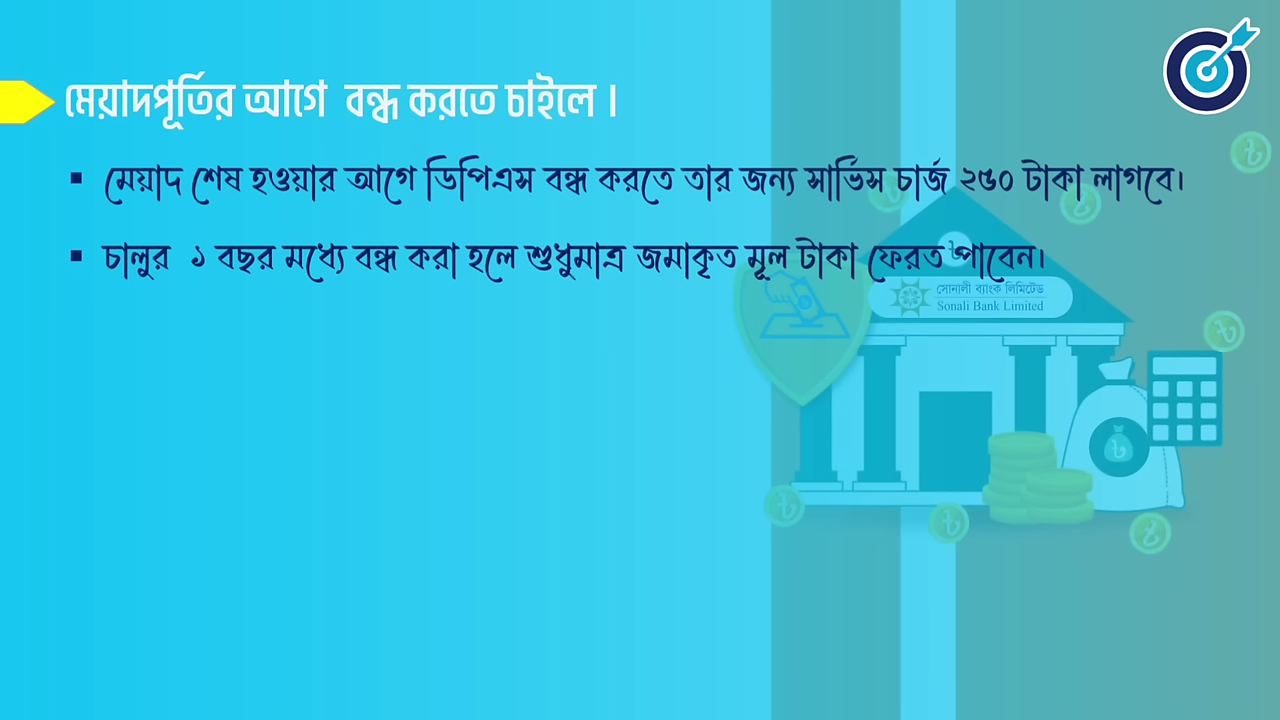 মেয়াদপূর্তির আগে বন্ধ করতে চাইলে ।
▪ মেয়াদ শেষ হওয়ার আগে ডিপিএস বন্ধ করতে তার জন্য সার্ভিস চার্জ ২৫০ টাকা লাগবে।
▪ চালুর ১ বছর মধ্যে বন্ধ করা হলে শুধুমাত্র জমাকৃত মূল টাকা ফেরত পাবেন।
সোনালী ব্যাংক লিমিটেড
Sonali Bank Limited